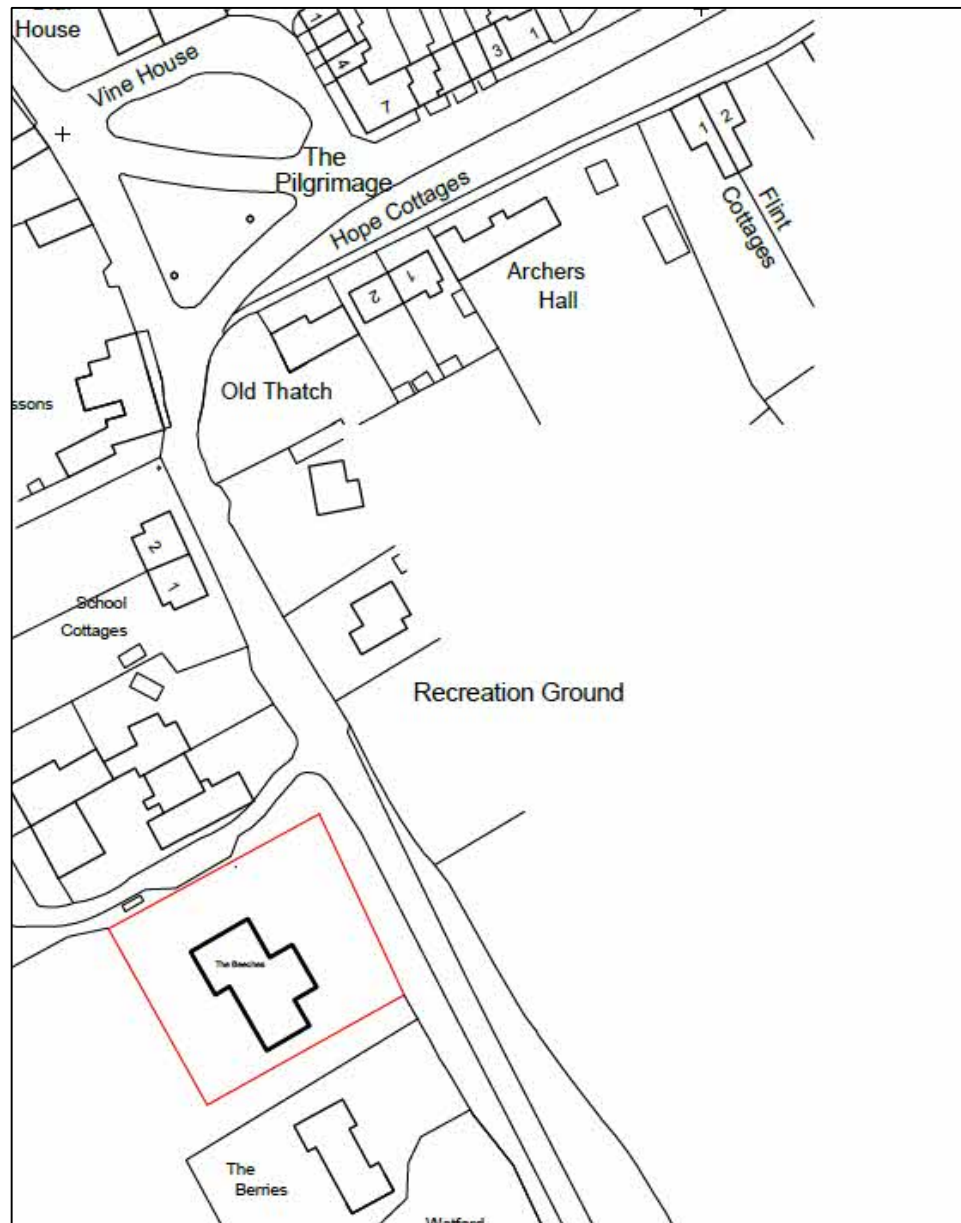 House
Vine House
1
4
7
3
1
The
Pilgrimage
Hope Cottages
1
2
Flint
Cottages
Archers
Hall
2
1
Old Thatch
ssons
2
1
School
Cottages
Recreation Ground
The Beeches
The
Berries